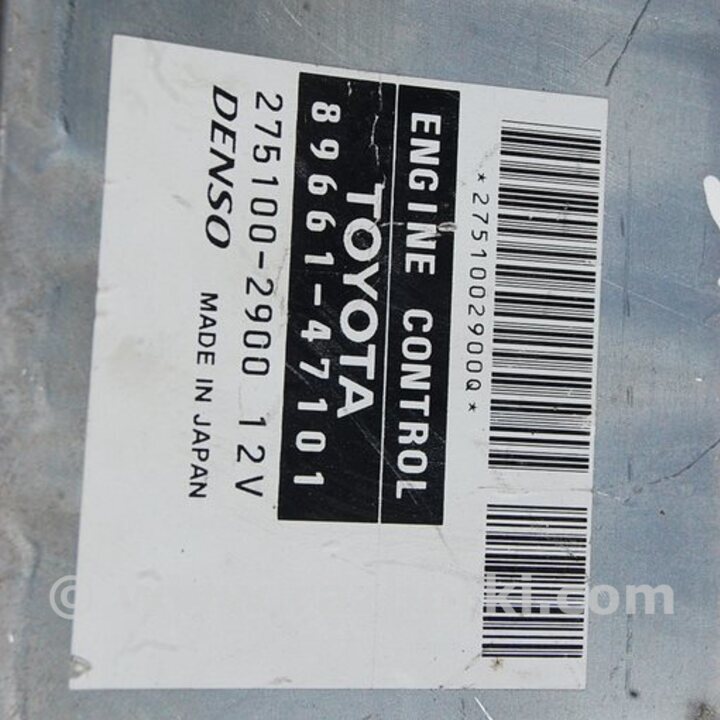 *2751002900Q*
ENGINE CONTROL
TOYOTA
89661-47101
275100-2900 12V
DENSO MADE IN JAPAN